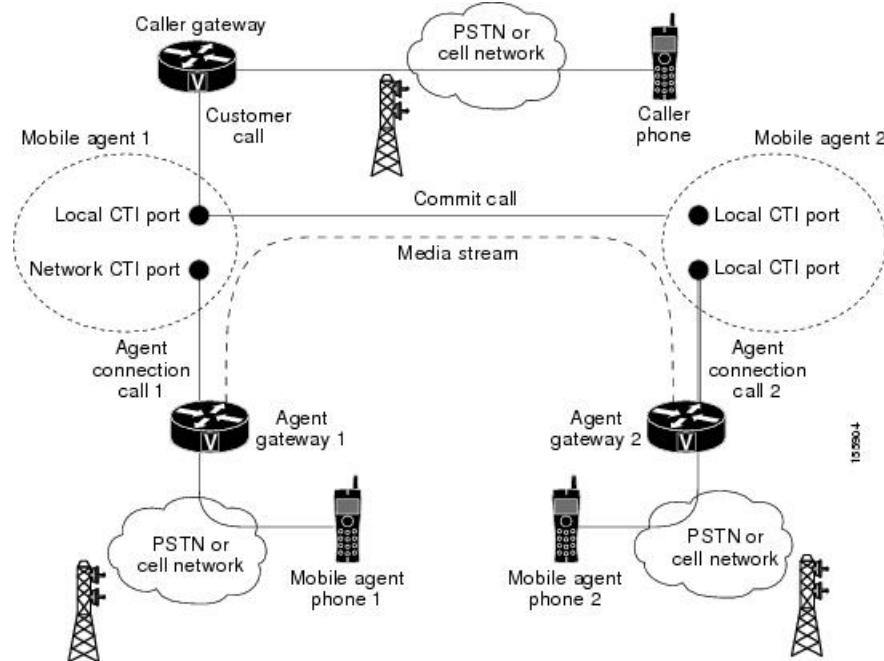 Caller gateway
PSTN or
cell network
V
Customer
call
Caller
phone
Mobile agent 1
Mobile agent 2
Local CTI port
Commit call
Local CTI port
Network CTI port
Media stream
Local CTI port
Agent
connection
call 1
Agent
connection
call 2
V
Agent
gateway 1
Agent
gateway 2
V
155904
PSTN or
cell network
Mobile agent
phone 1
Mobile agent
phone 2
PSTN or
cell network